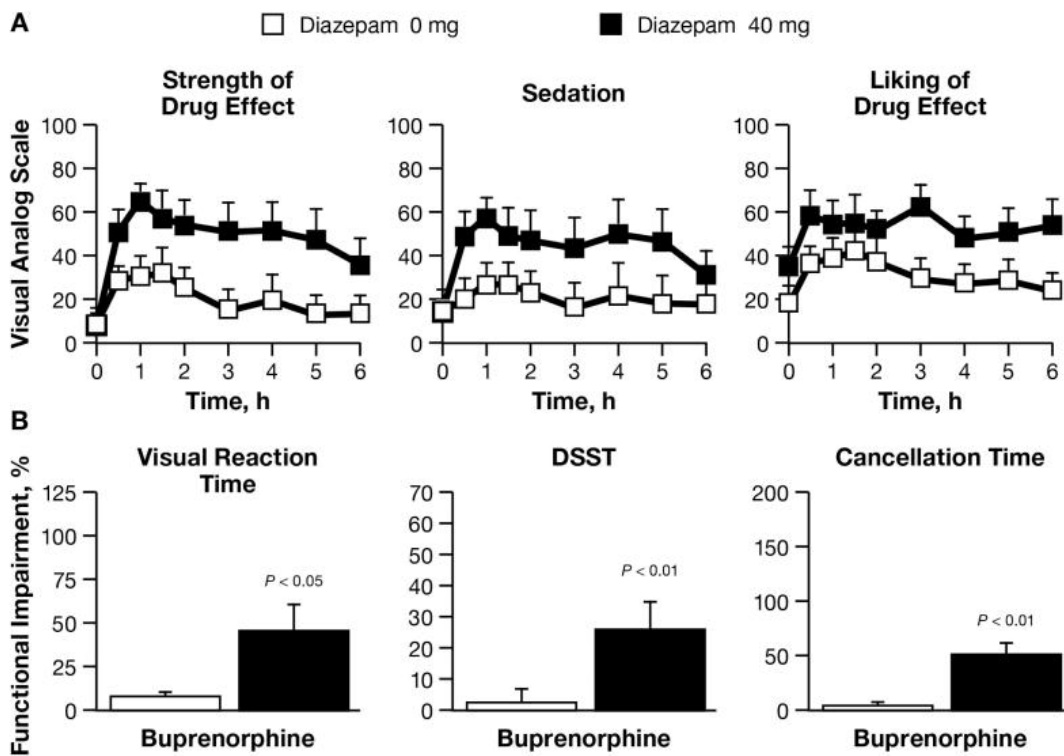 A
Diazepam 0 mg
Diazepam 40 mg
Strength of
Drug Effect
Sedation
Liking of
Drug Effect
Visual Analog Scale
100
80
60
40
20
0
0 1 2 3 4 5 6
Time, h
100
80
60
40
20
0
0 1 2 3 4 5 6
Time, h
100
80
60
40
20
0
0 1 2 3 4 5 6
Time, h
B
Functional Impairment, %
Visual Reaction
Time
125
100
75
50
25
0
P < 0.05
Buprenorphine
DSST
70
60
50
40
30
20
10
0
P < 0.01
Buprenorphine
Cancellation Time
200
150
100
50
0
P < 0.01
Buprenorphine